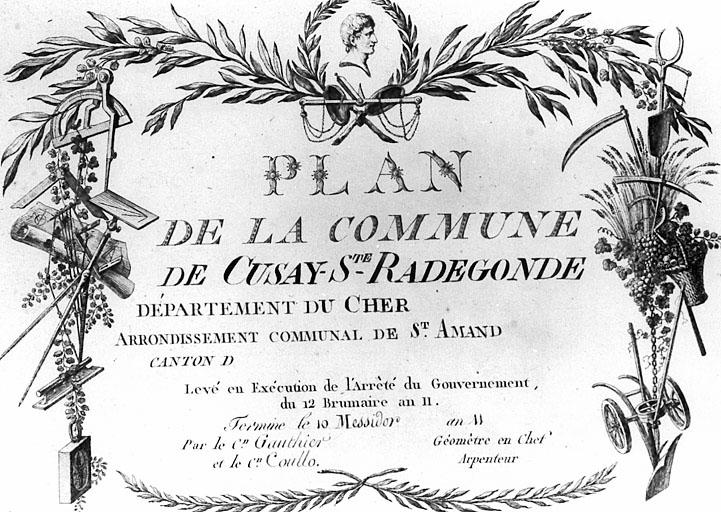 PLAN
DE LA COMMUNE
DE CUSAY-STE-RADEGONDE
DÉPARTEMENT DU CHER
ARRONDISSEMENT COMMUNAL DE ST. AMAND
CANTON D
Levé en Exécution de l'Arrêté du Gouvernement,
du 12 Brumaire an 11.
Terminé le 10 Messidor an 11
Par le Cn. Gauthier Géomètre en Chef
et le Cn. Coullo. Arpenteur